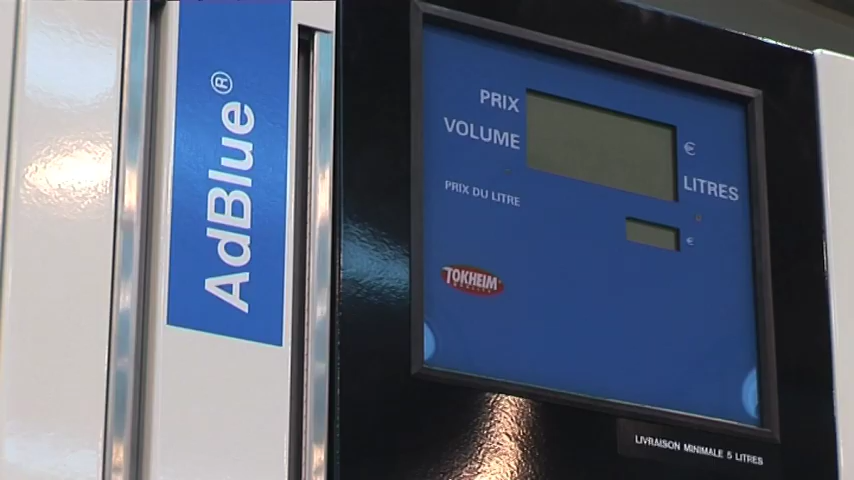 AdBlue®
PRIX
€
VOLUME
LITRES
PRIX DU LITRE
€
TOKHEIM
LIVRAISON MINIMALE 5 LITRES